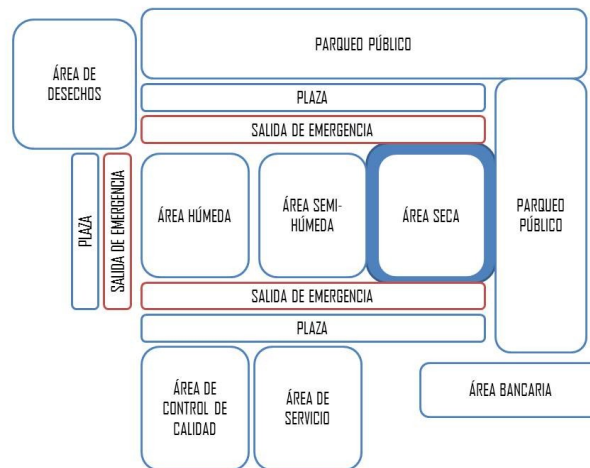 ÁREA DE
DESECHOS
PARQUEO PÚBLICO
PLAZA
SALIDA DE EMERGENCIA
PLAZA
SALIDA DE EMERGENCIA
ÁREA HÚMEDA
ÁREA SEMI-
HÚMEDA
ÁREA SECA
PARQUEO
PÚBLICO
SALIDA DE EMERGENCIA
PLAZA
ÁREA DE
CONTROL DE
CALIDAD
ÁREA DE
SERVICIO
ÁREA BANCARIA